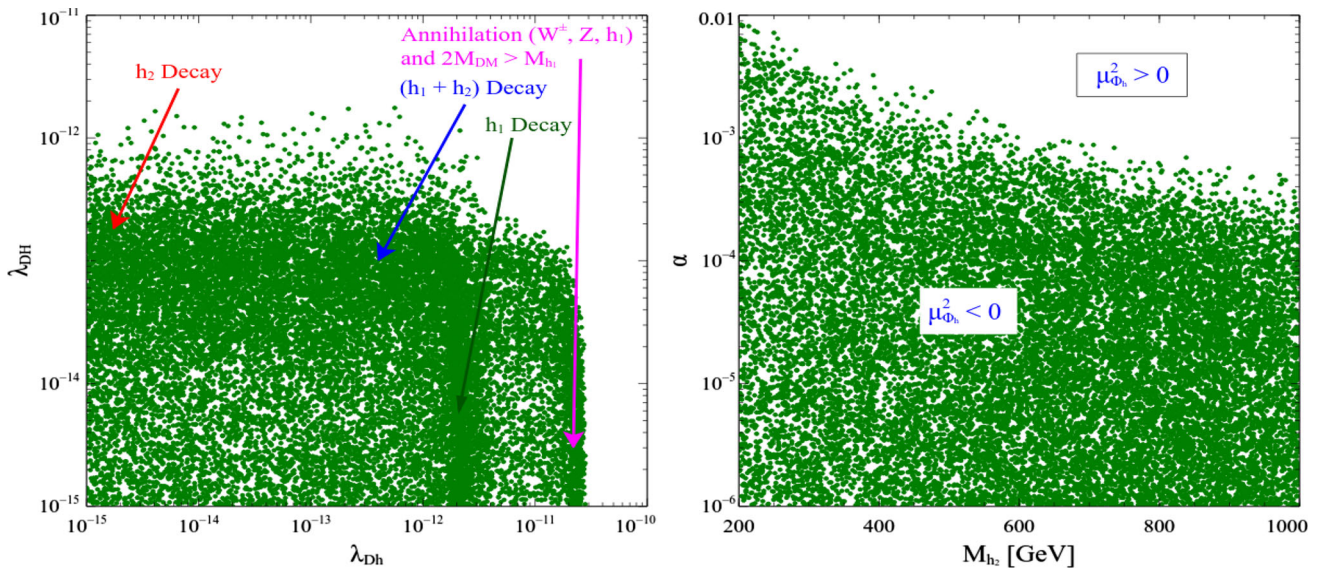 10⁻¹¹
10⁻¹²
10⁻¹³
10⁻¹⁴
10⁻¹⁵
λ_DH
h₂ Decay
Annihilation (W±, Z, h₁)
and 2M_DM > M_h₁
(h₁ + h₂) Decay
h₁ Decay
10⁻¹⁵ 10⁻¹⁴ 10⁻¹³ 10⁻¹² 10⁻¹¹ 10⁻¹⁰
λ_Dh
0.01
10⁻³
10⁻⁴
10⁻⁵
10⁻⁶
α
μ²_Φh > 0
μ²_Φh < 0
200 400 600 800 1000
M_h₂ [GeV]